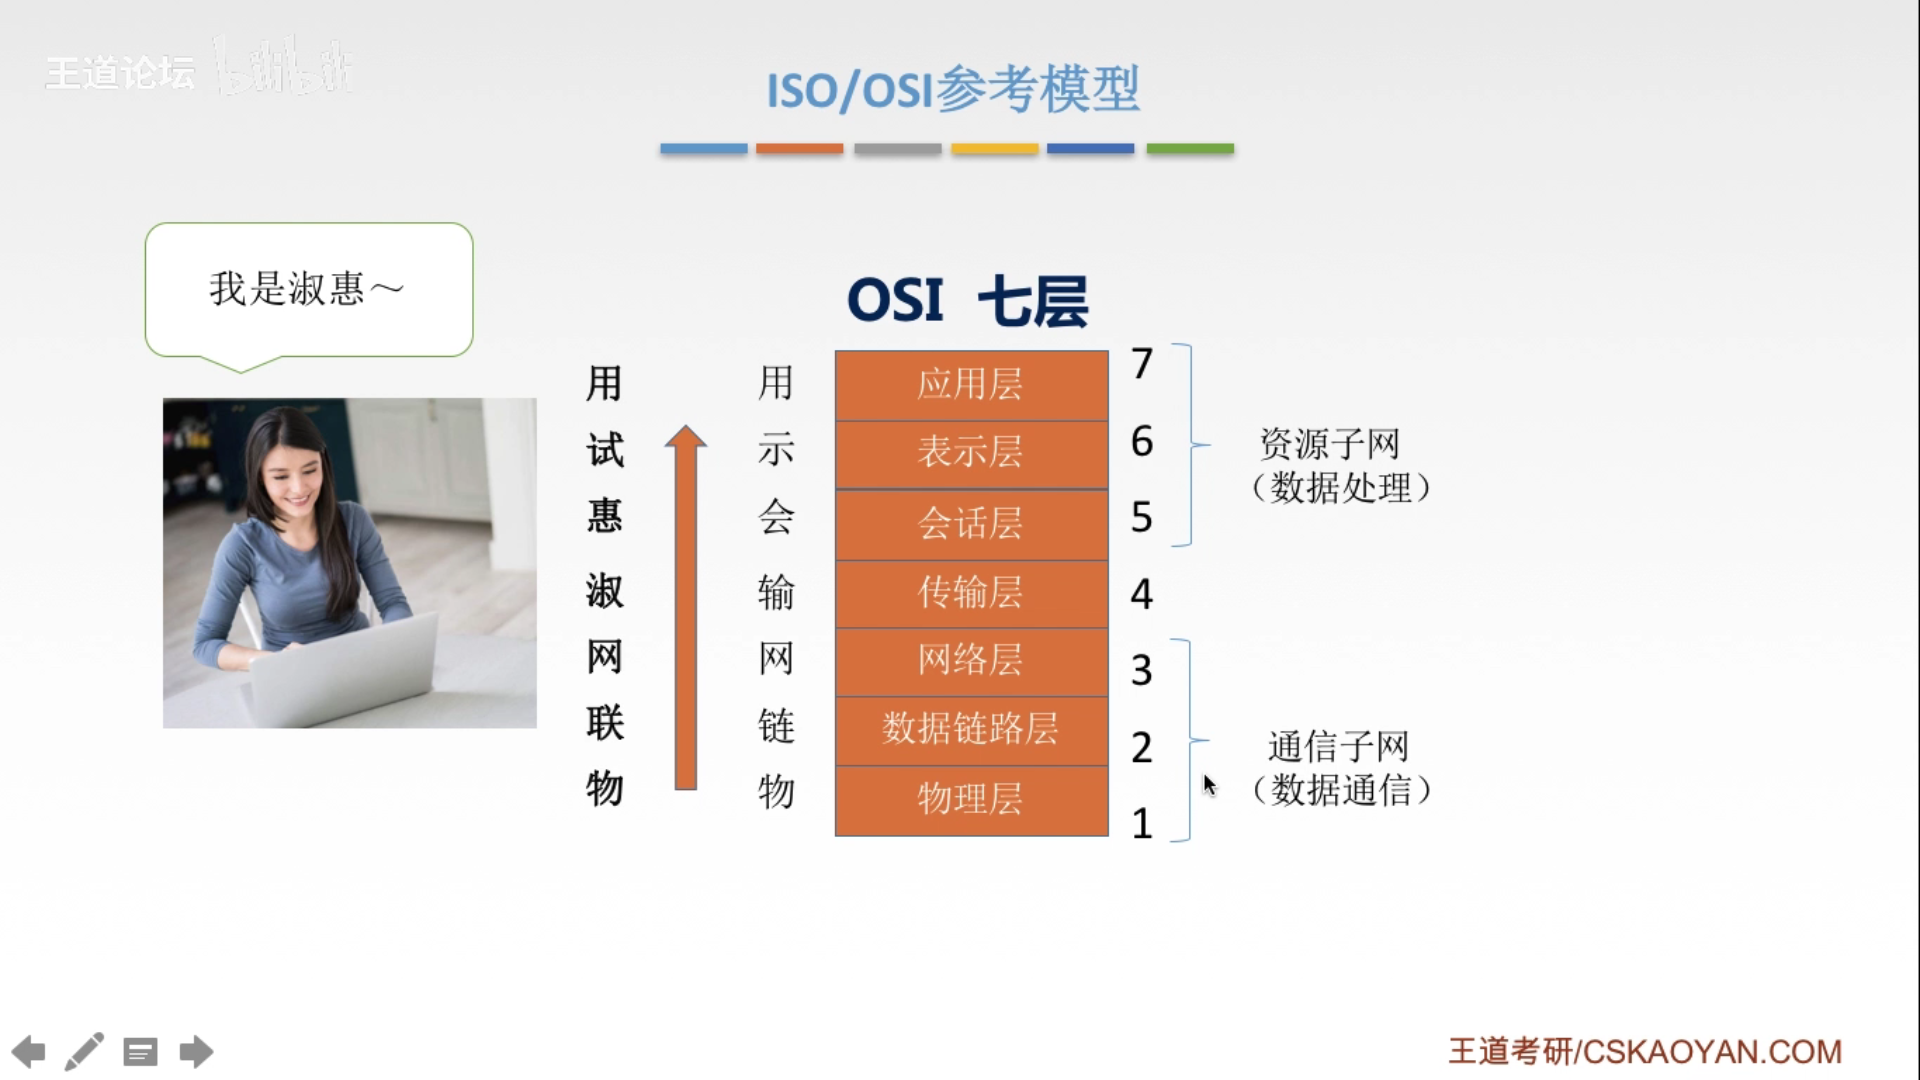 王道论坛 bilibili
ISO/OSI参考模型
我是淑惠～
OSI 七层
用 用 应用层 7
试 示 表示层 6
惠 会 会话层 5
淑 输 传输层 4
网 网 网络层 3
联 链 数据链路层 2
物 物 物理层 1
资源子网
（数据处理）
通信子网
（数据通信）
王道考研/CSKAOYAN.COM